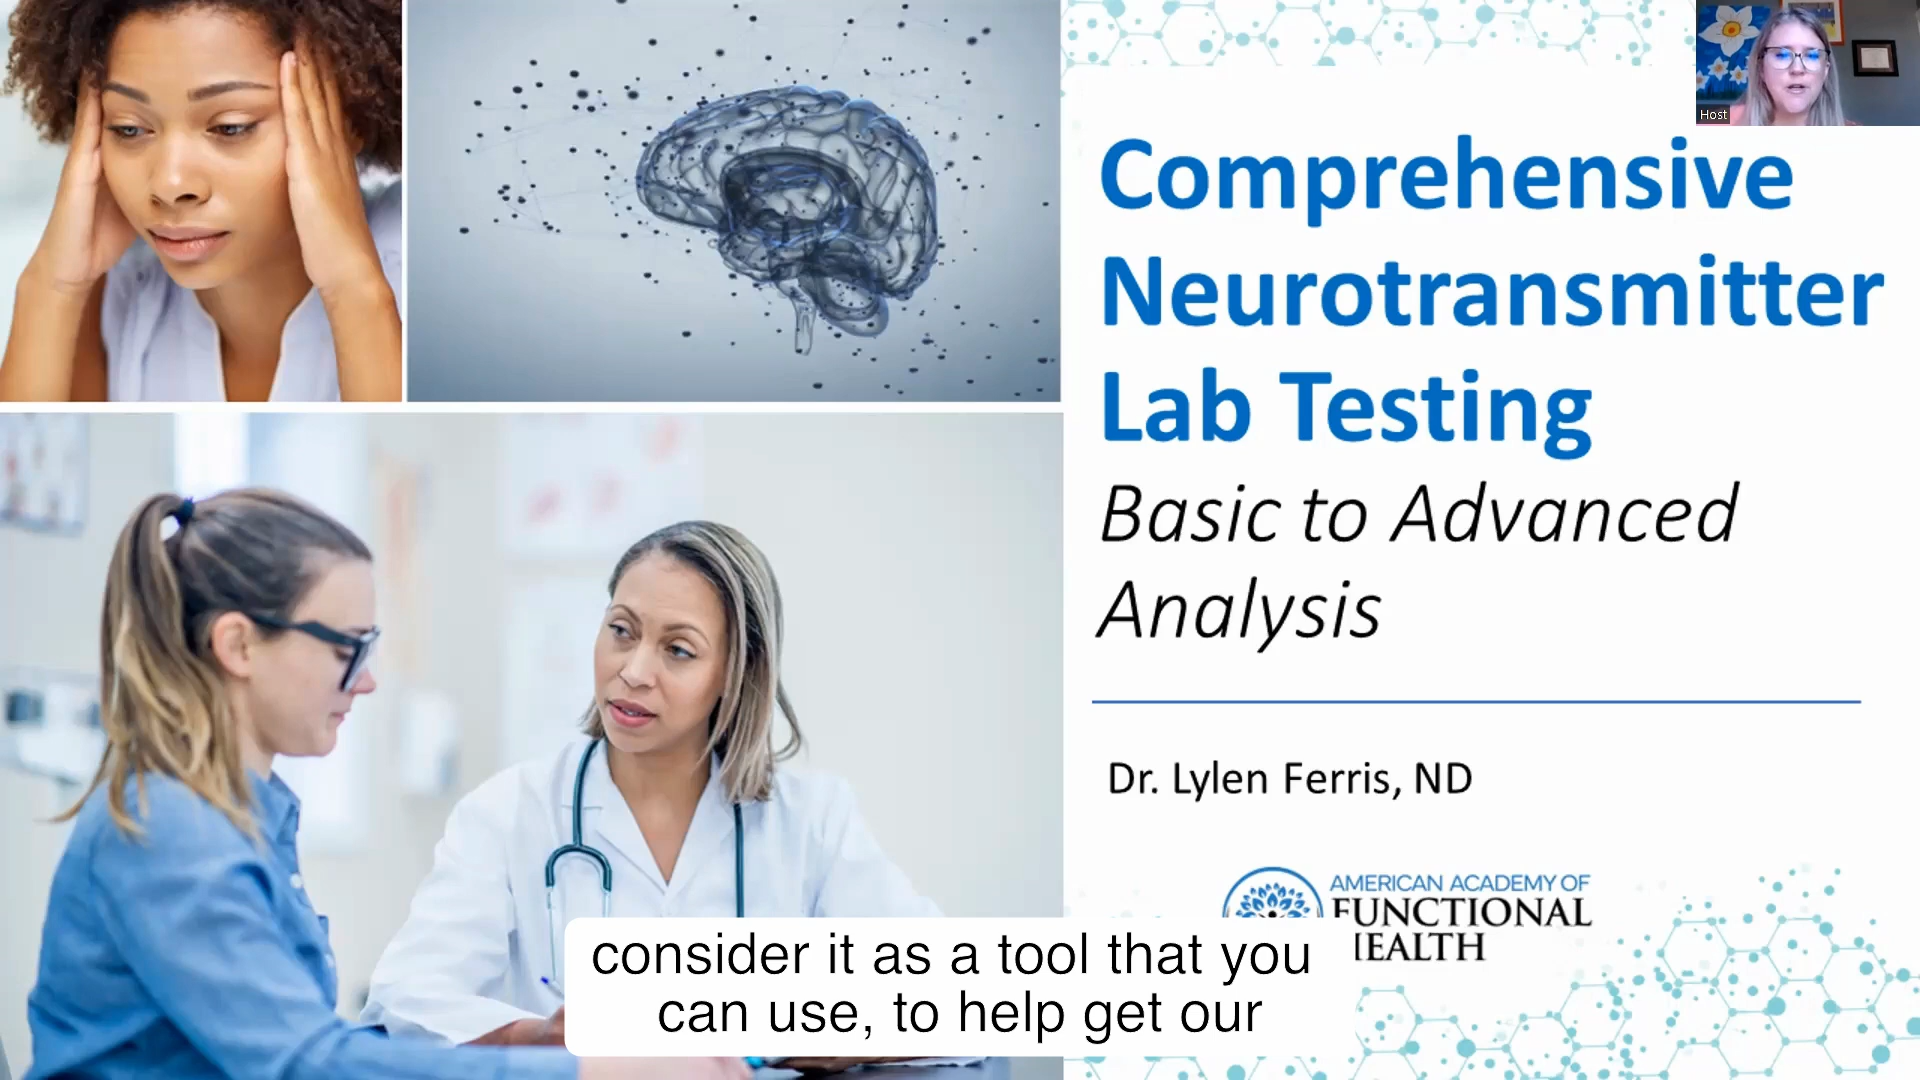 Host
Comprehensive
Neurotransmitter
Lab Testing
Basic to Advanced
Analysis
Dr. Lylen Ferris, ND
AMERICAN ACADEMY OF
FUNCTIONAL
HEALTH
consider it as a tool that you
can use, to help get our